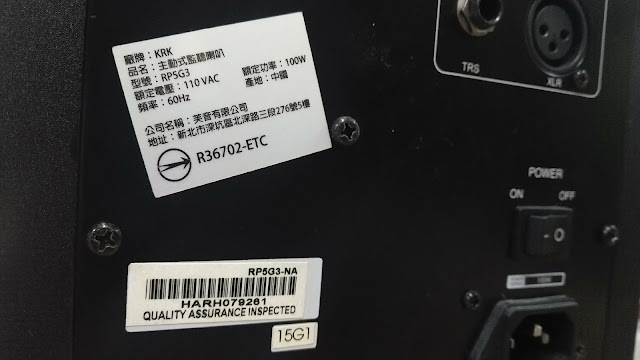 廠牌：KRK
品名：主動式監聽喇叭
型號：RP5G3
額定電壓：110 VAC 額定功率：100W
頻率：60Hz 產地：中國
公司名稱：芙音有限公司
地址：新北市深坑區北深路三段276號5樓
R36702-ETC
TRS
XLR
POWER
ON OFF
RP5G3-NA
HARH079261
QUALITY ASSURANCE INSPECTED
15G1